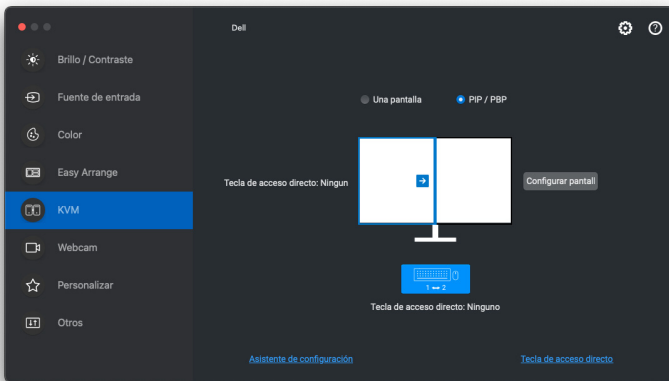 Dell
Brillo / Contraste
Fuente de entrada
Color
Easy Arrange
KVM
Webcam
Personalizar
Otros
Una pantalla
PIP / PBP
Tecla de acceso directo: Ningun
Configurar pantall
1 2
Tecla de acceso directo: Ninguno
Asistente de configuración
Tecla de acceso directo